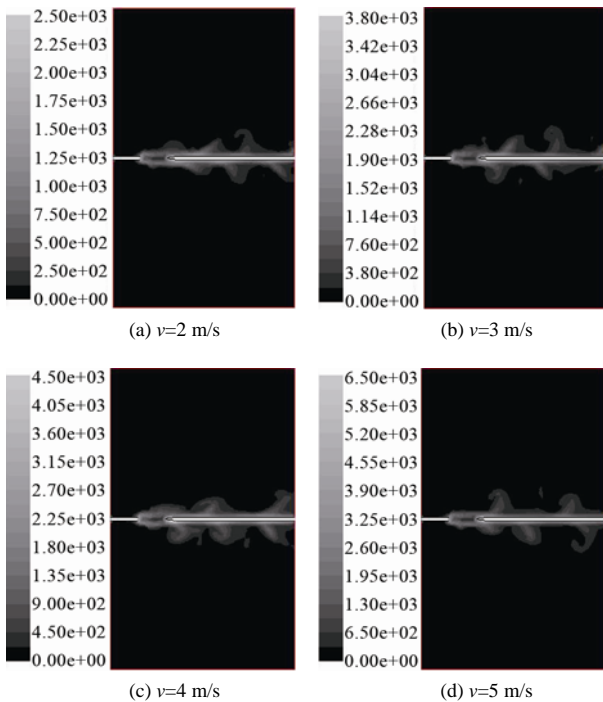 2.50e+03
2.25e+03
2.00e+03
1.75e+03
1.50e+03
1.25e+03
1.00e+03
7.50e+02
5.00e+02
2.50e+02
0.00e+00
(a) v=2 m/s
3.80e+03
3.42e+03
3.04e+03
2.66e+03
2.28e+03
1.90e+03
1.52e+03
1.14e+03
7.60e+02
3.80e+02
0.00e+00
(b) v=3 m/s
4.50e+03
4.05e+03
3.60e+03
3.15e+03
2.70e+03
2.25e+03
1.80e+03
1.35e+03
9.00e+02
4.50e+02
0.00e+00
(c) v=4 m/s
6.50e+03
5.85e+03
5.20e+03
4.55e+03
3.90e+03
3.25e+03
2.60e+03
1.95e+03
1.30e+03
6.50e+02
0.00e+00
(d) v=5 m/s